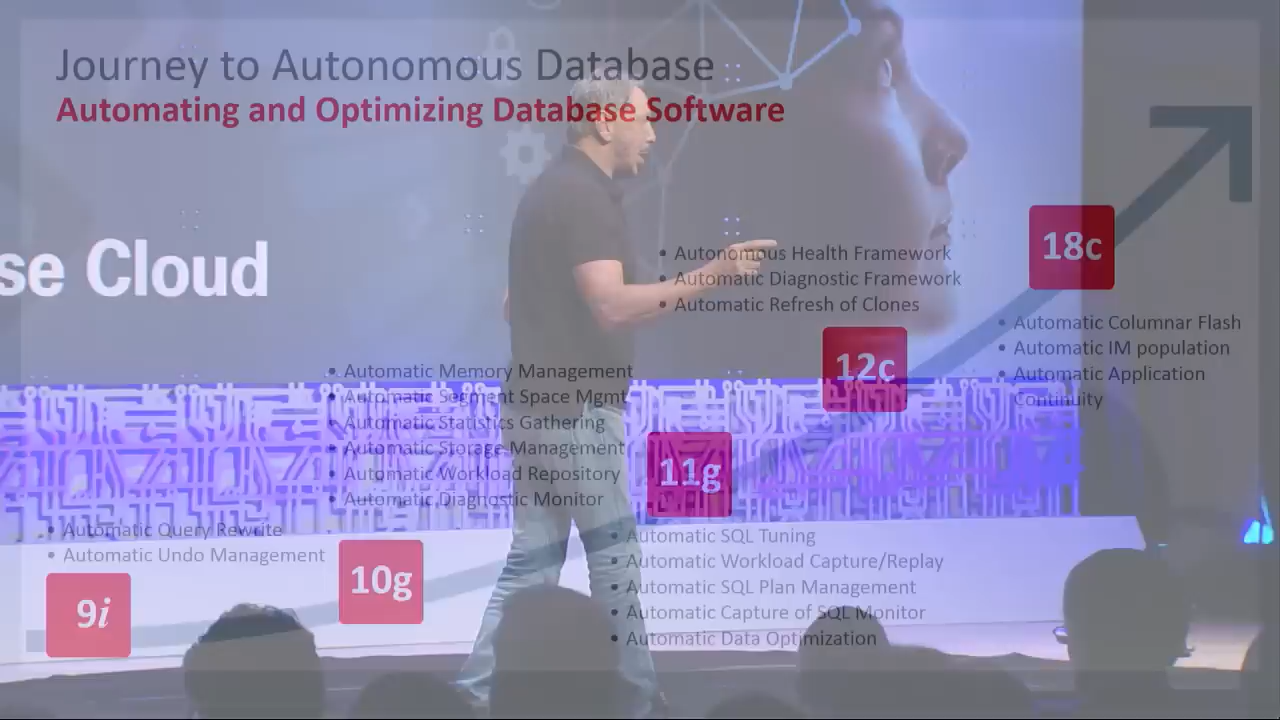 Journey to Autonomous Database
Automating and Optimizing Database Software
se Cloud
18c
• Autonomous Health Framework
• Automatic Diagnostic Framework
• Automatic Refresh of Clones
• Automatic Columnar Flash
• Automatic IM population
• Automatic Application
Continuity
12c
• Automatic Memory Management
• Automatic Segment Space Mgmt
• Automatic Statistics Gathering
• Automatic Storage Management
• Automatic Workload Repository
• Automatic Diagnostic Monitor
11g
• Automatic Query Rewrite
• Automatic Undo Management
10g
• Automatic SQL Tuning
• Automatic Workload Capture/Replay
• Automatic SQL Plan Management
• Automatic Capture of SQL Monitor
• Automatic Data Optimization
9i